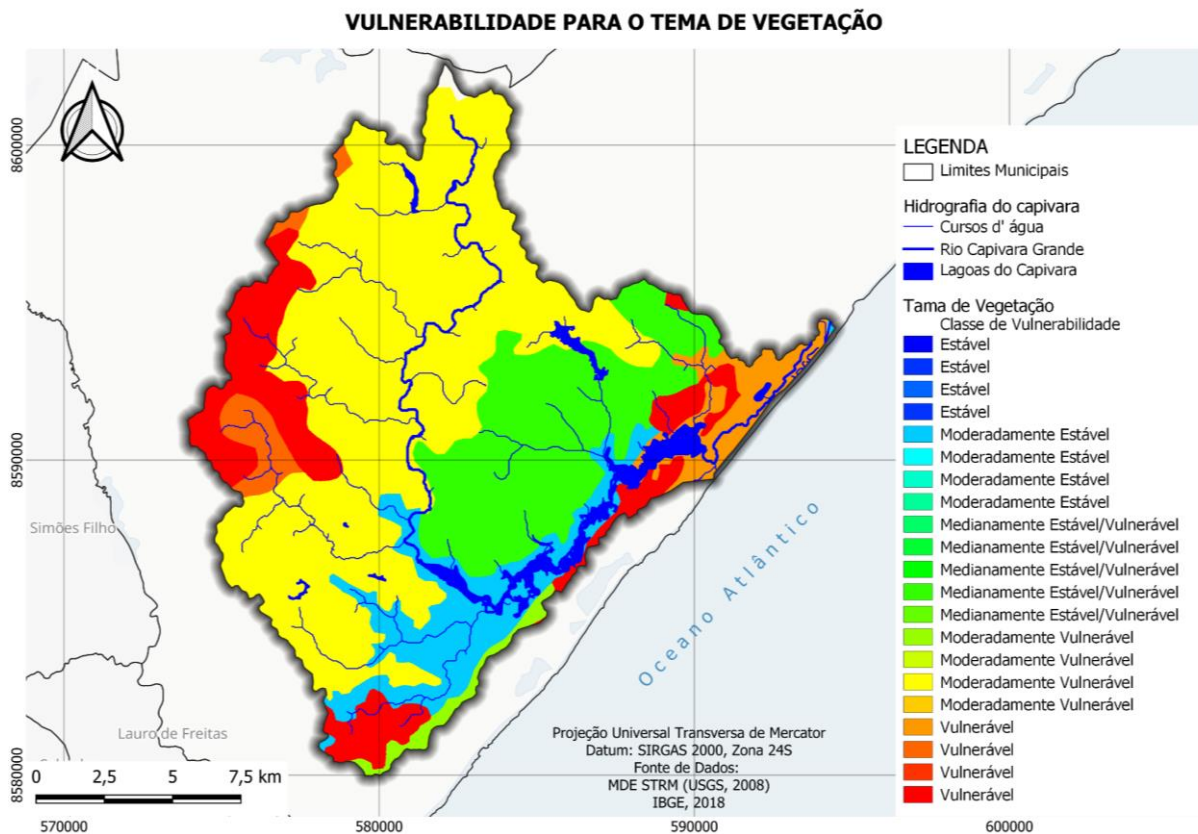 VULNERABILIDADE PARA O TEMA DE VEGETAÇÃO
8600000
8590000
8580000
Simões Filho
Lauro de Freitas
Oceano Atlântico
0 2,5 5 7,5 km
570000 580000 590000 600000
Projeção Universal Transversa de Mercator
Datum: SIRGAS 2000, Zona 24S
Fonte de Dados:
MDE STRM (USGS, 2008)
IBGE, 2018
LEGENDA
Limites Municipais
Hidrografia do capivara
Cursos d' água
Rio Capivara Grande
Lagoas do Capivara
Tama de Vegetação
Classe de Vulnerabilidade
Estável
Estável
Estável
Estável
Moderadamente Estável
Moderadamente Estável
Moderadamente Estável
Moderadamente Estável
Medianamente Estável/Vulnerável
Medianamente Estável/Vulnerável
Medianamente Estável/Vulnerável
Medianamente Estável/Vulnerável
Medianamente Estável/Vulnerável
Moderadamente Vulnerável
Moderadamente Vulnerável
Moderadamente Vulnerável
Moderadamente Vulnerável
Vulnerável
Vulnerável
Vulnerável
Vulnerável